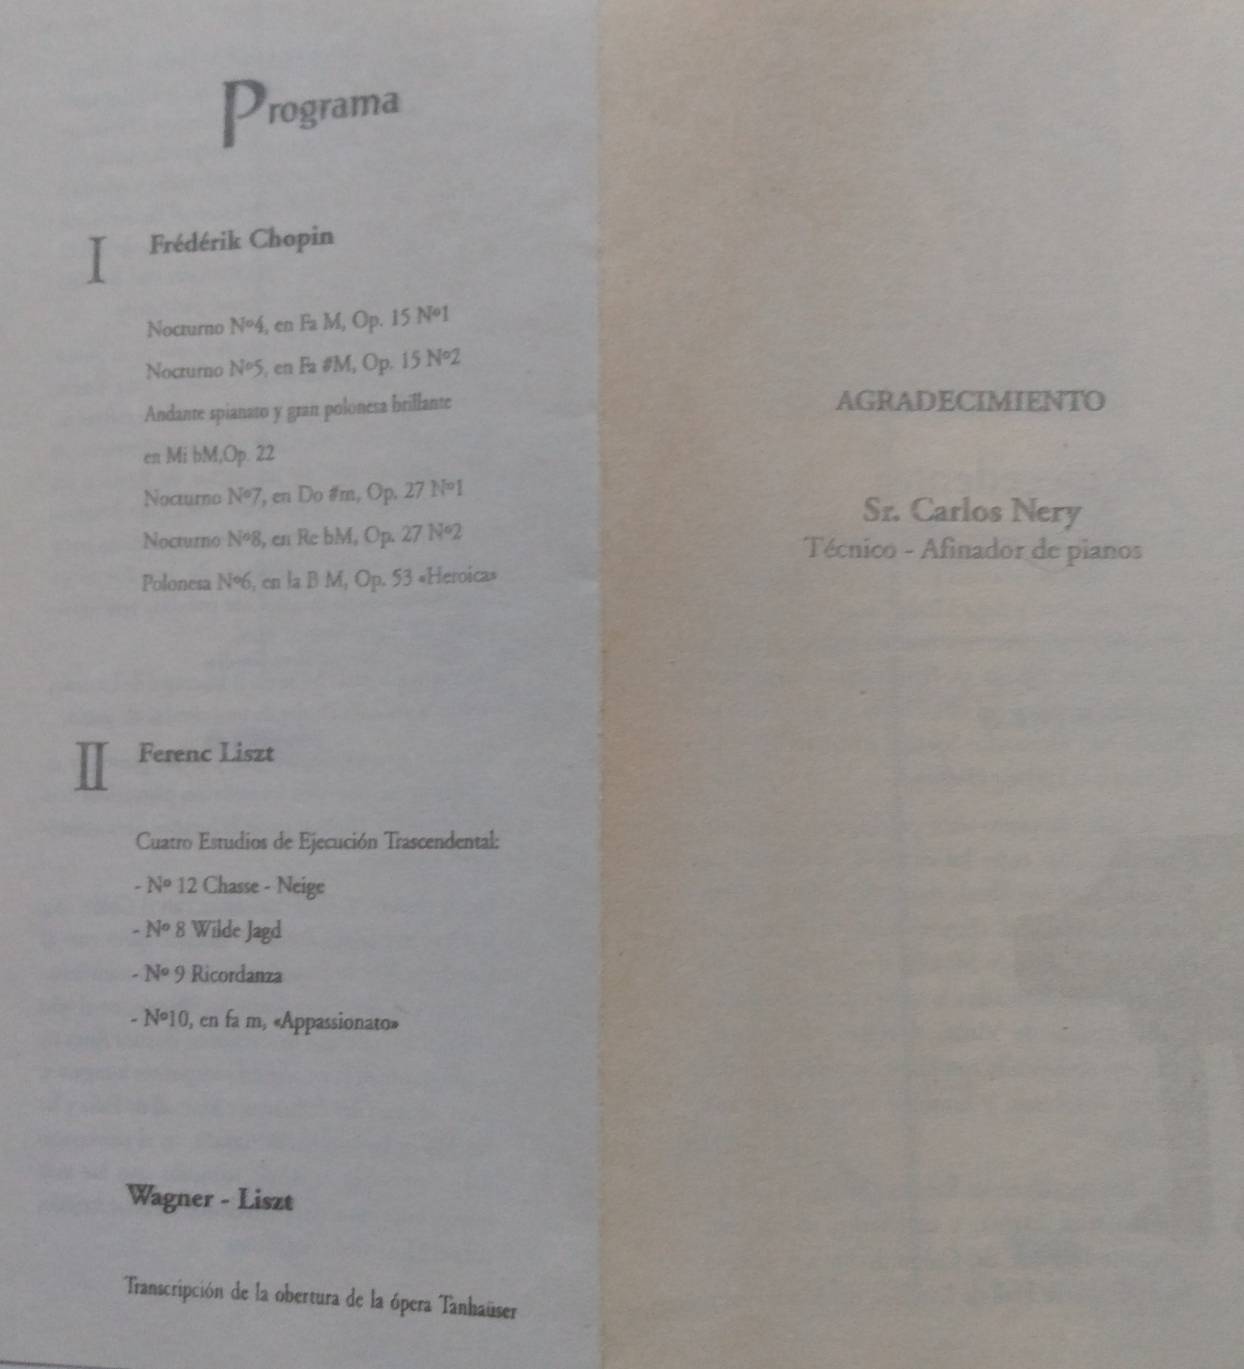 Programa
I
Frédérik Chopin
Nocturno Nº4, en Fa M, Op. 15 Nº1
Nocturno Nº5, en Fa #M, Op. 15 Nº2
Andante spianato y gran polonesa brillante
en Mi bM,Op. 22
Nocturno Nº7, en Do #m, Op. 27 Nº1
Nocturno Nº8, en Re bM, Op. 27 Nº2
Polonesa Nº6, en la B M, Op. 53 «Heroica»
II
Ferenc Liszt
Cuatro Estudios de Ejecución Trascendental:
- Nº 12 Chasse - Neige
- Nº 8 Wilde Jagd
- Nº 9 Ricordanza
- Nº10, en fa m, «Appassionato»
Wagner - Liszt
Transcripción de la obertura de la ópera Tanhaüser
AGRADECIMIENTO
Sr. Carlos Nery
Técnico - Afinador de pianos